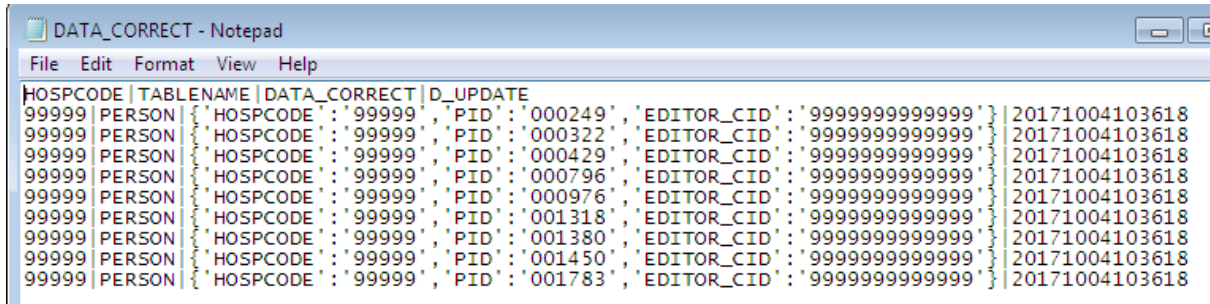 DATA_CORRECT - Notepad
File Edit Format View Help
HOSPCODE|TABLENAME|DATA_CORRECT|D_UPDATE
99999|PERSON|{'HOSPCODE':'99999','PID':'000249','EDITOR_CID':'9999999999999'}|20171004103618
99999|PERSON|{'HOSPCODE':'99999','PID':'000322','EDITOR_CID':'9999999999999'}|20171004103618
99999|PERSON|{'HOSPCODE':'99999','PID':'000429','EDITOR_CID':'9999999999999'}|20171004103618
99999|PERSON|{'HOSPCODE':'99999','PID':'000796','EDITOR_CID':'9999999999999'}|20171004103618
99999|PERSON|{'HOSPCODE':'99999','PID':'000976','EDITOR_CID':'9999999999999'}|20171004103618
99999|PERSON|{'HOSPCODE':'99999','PID':'001318','EDITOR_CID':'9999999999999'}|20171004103618
99999|PERSON|{'HOSPCODE':'99999','PID':'001380','EDITOR_CID':'9999999999999'}|20171004103618
99999|PERSON|{'HOSPCODE':'99999','PID':'001450','EDITOR_CID':'9999999999999'}|20171004103618
99999|PERSON|{'HOSPCODE':'99999','PID':'001783','EDITOR_CID':'9999999999999'}|20171004103618